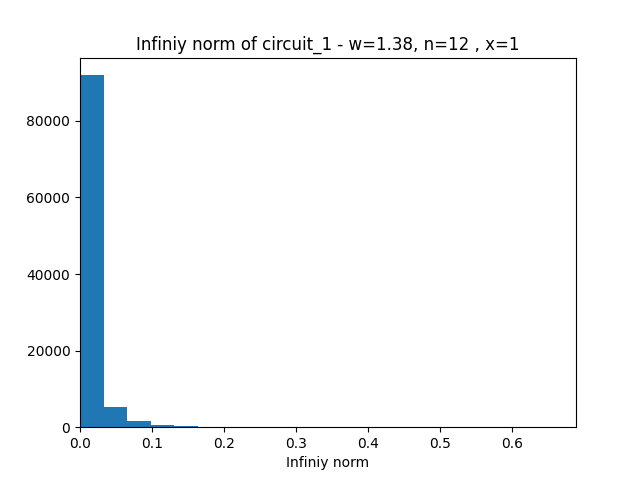 Infiniy norm of circuit_1 - w=1.38, n=12 , x=1
80000
60000
40000
20000
0
0.0 0.1 0.2 0.3 0.4 0.5 0.6
Infiniy norm